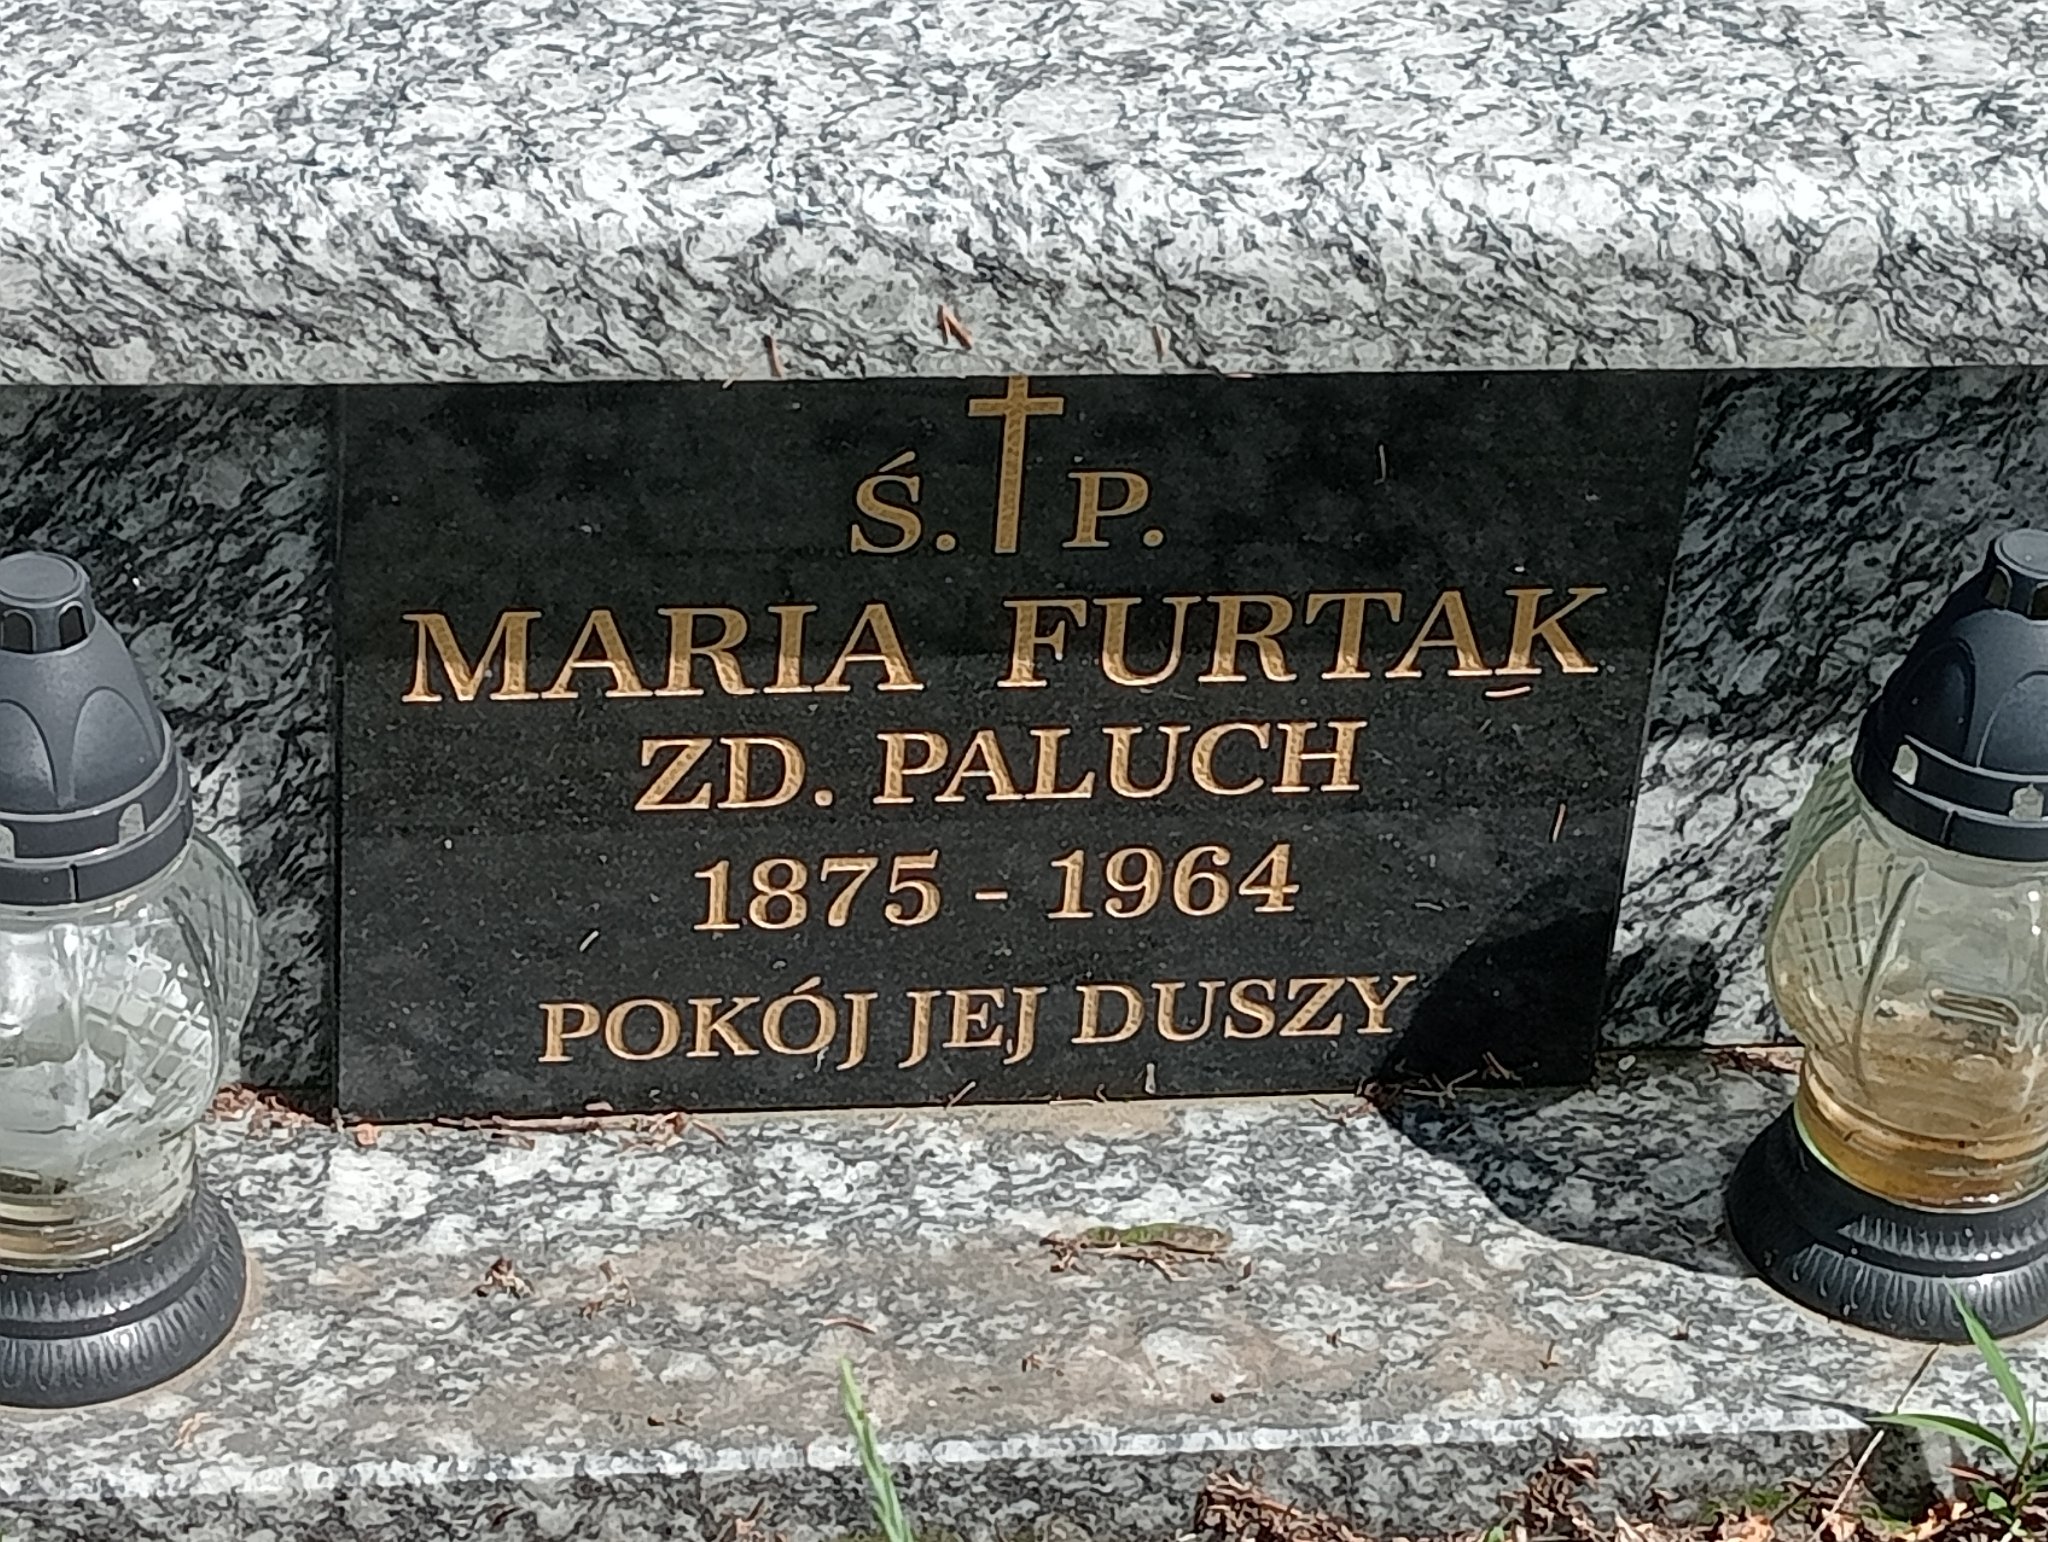 Ś. P.
MARIA FURTAK
ZD. PALUCH
1875 - 1964
POKÓJ JEJ DUSZY